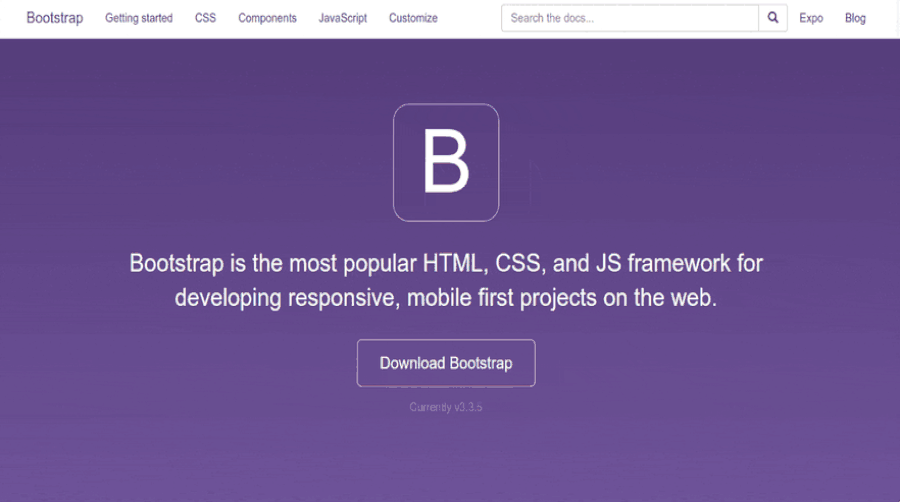 Bootstrap Getting started CSS Components JavaScript Customize Search the docs... Expo Blog
B
Bootstrap is the most popular HTML, CSS, and JS framework for
developing responsive, mobile first projects on the web.
Download Bootstrap
Currently v3.3.5